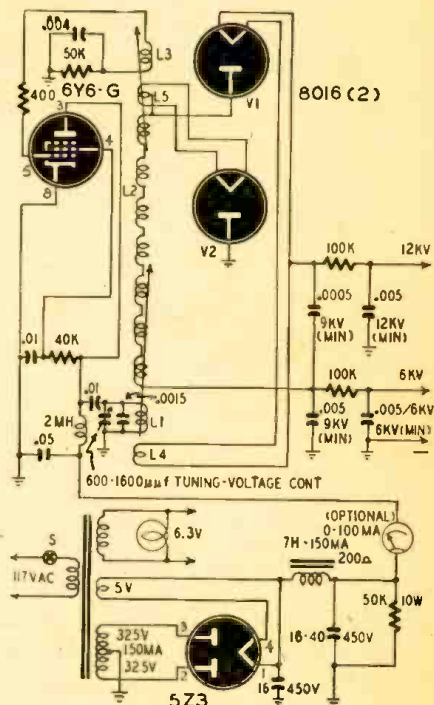 .004
50K
L3
6Y6-G
400
3
4
5
8
L5
V1
8016 (2)
L2
V2
100K
12KV
.0005
9KV
(MIN)
.005
12KV
(MIN)
.01
40K
100K
6KV
.01
.0015
.005
9KV
(MIN)
.005/6KV
6KV(MIN)
2MH
L1
.05
L4
600-1600μμf TUNING-VOLTAGE CONT
(OPTIONAL)
0-100MA
7H-150MA
200Ω
S
6.3V
117VAC
5V
50K
10W
325V
150MA
325V
3
2
4
1
16-40
450V
16
450V
5Z3